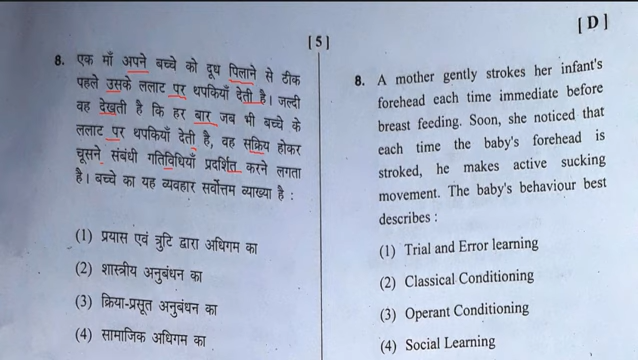 [ D ]
[ 5 ]
8. एक माँ अपने बच्चे को दूध पिलाने से ठीक
पहले उसके ललाट पर थपकियाँ देती है। जल्दी
वह देखती है कि हर बार जब भी बच्चे के
ललाट पर थपकियाँ देती है, वह सक्रिय होकर
चूसने संबंधी गतिविधियाँ प्रदर्शित करने लगता
है। बच्चे का यह व्यवहार सर्वोत्तम व्याख्या है :
(1) प्रयास एवं त्रुटि द्वारा अधिगम का
(2) शास्त्रीय अनुबंधन का
(3) क्रिया-प्रसूत अनुबंधन का
(4) सामाजिक अधिगम का
8. A mother gently strokes her infant's
forehead each time immediate before
breast feeding. Soon, she noticed that
each time the baby's forehead is
stroked, he makes active sucking
movement. The baby's behaviour best
describes :
(1) Trial and Error learning
(2) Classical Conditioning
(3) Operant Conditioning
(4) Social Learning